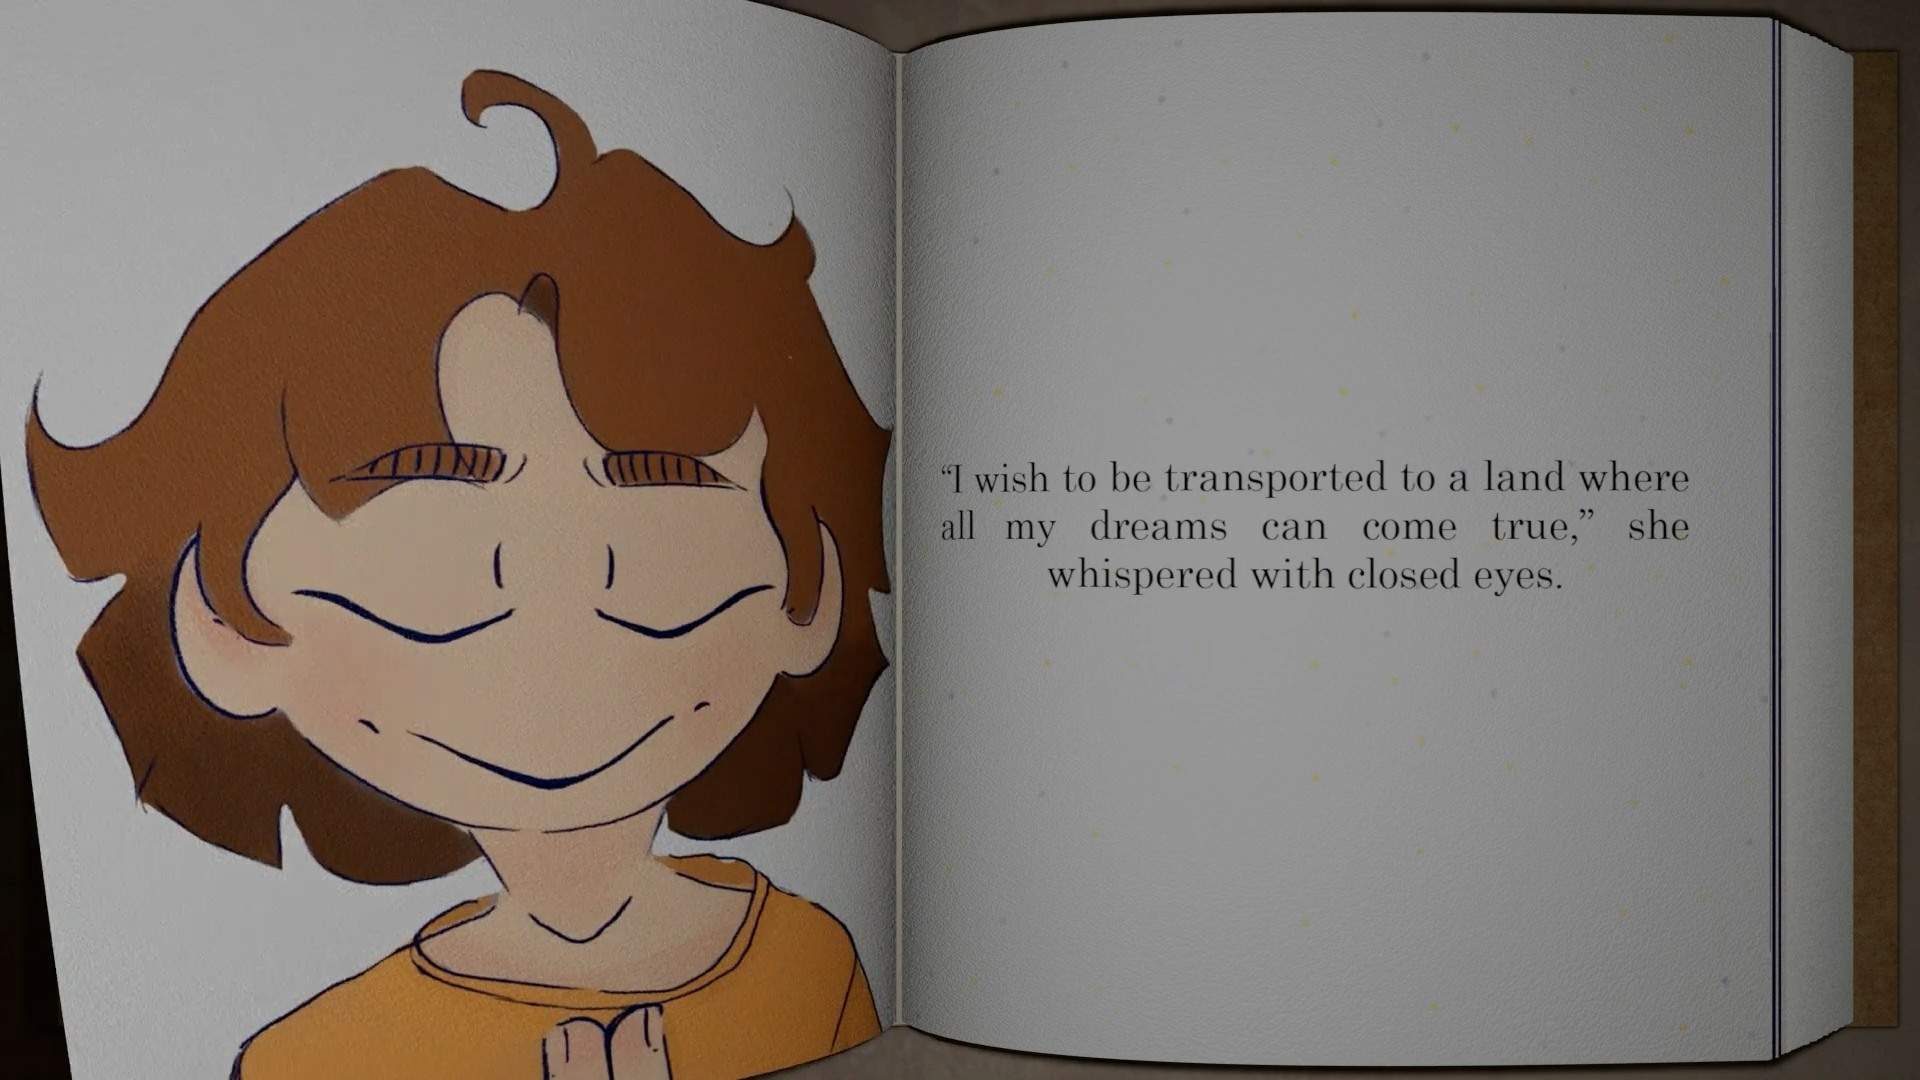 “I wish to be transported to a land where
all my dreams can come true,” she
whispered with closed eyes.